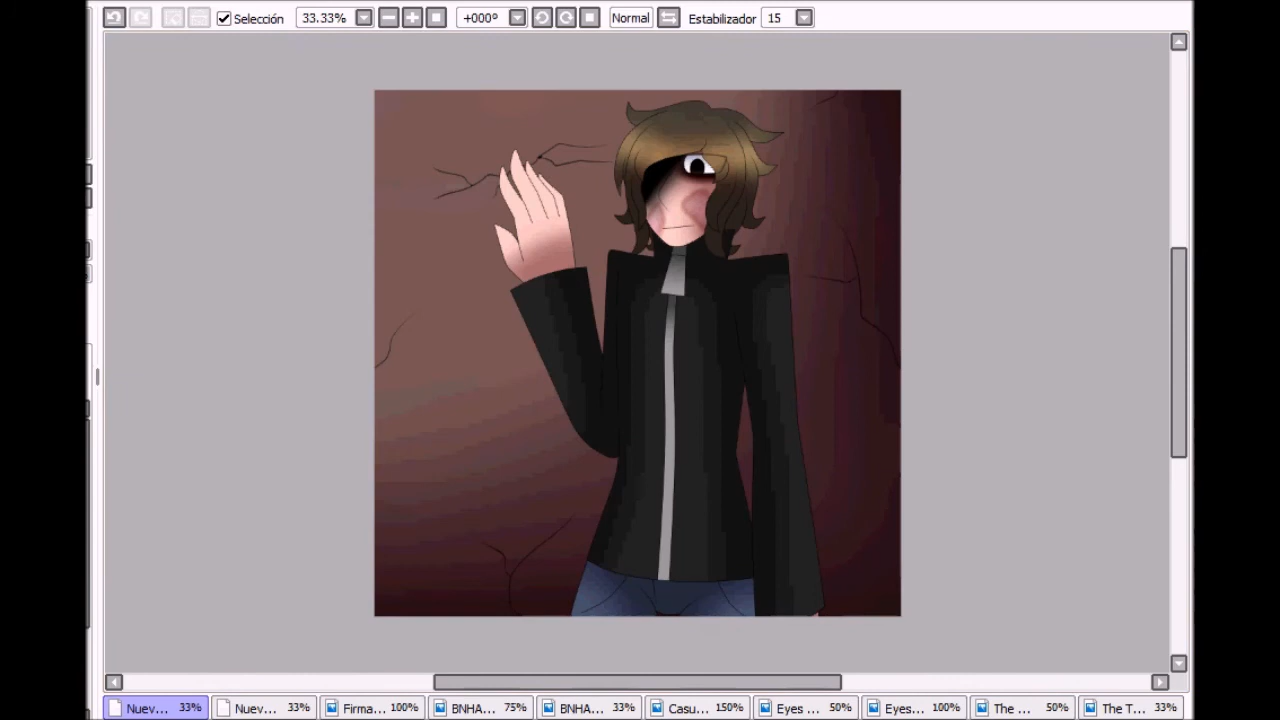 Selección 33.33% +000º Normal Estabilizador 15
Nuev... 33% Nuev... 33% Firma... 100% BNHA... 75% BNHA... 33% Casu... 150% Eyes ... 50% Eyes... 100% The ... 50% The T... 33%